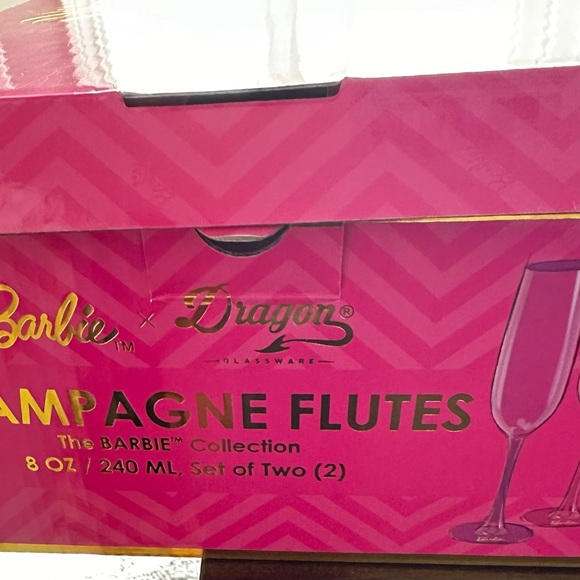 Barbie™ × Dragon®
GLASSWARE
AMPAGNE FLUTES
The BARBIE™ Collection
8 OZ / 240 ML, Set of Two (2)